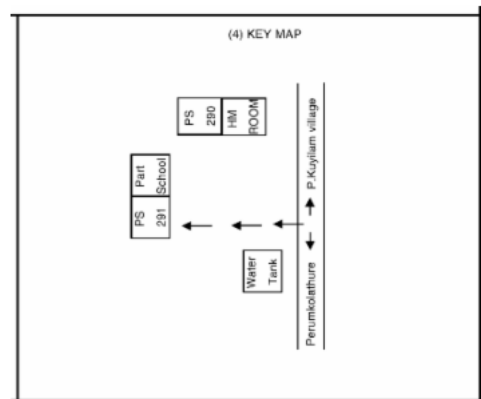 (4) KEY MAP
PS
290
HM
ROOM
Part
School
PS
291
P.Kuyilam village
Water
Tank
Perumkolathure